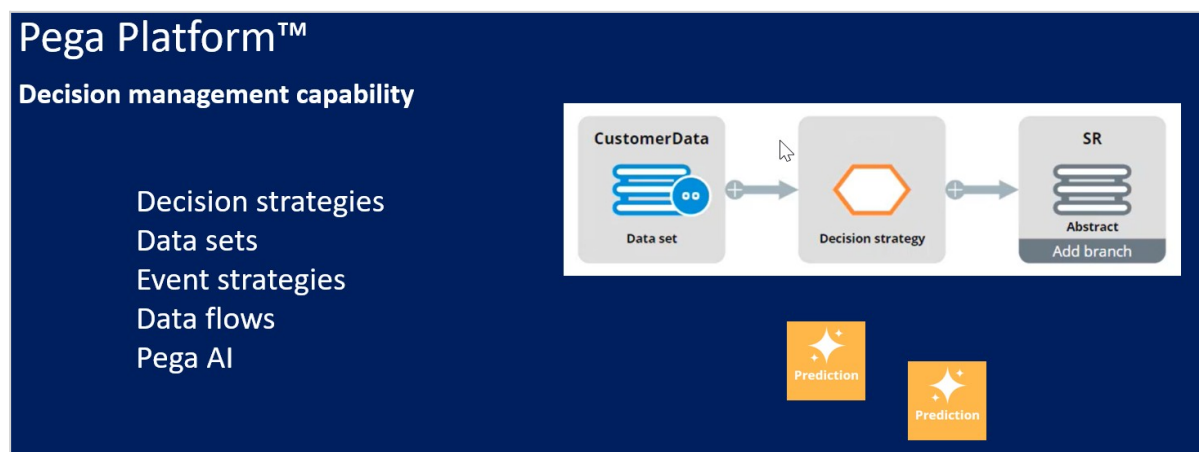 Pega Platform™
Decision management capability
Decision strategies
Data sets
Event strategies
Data flows
Pega AI
CustomerData
Data set
Decision strategy
SR
Abstract
Add branch
Prediction
Prediction